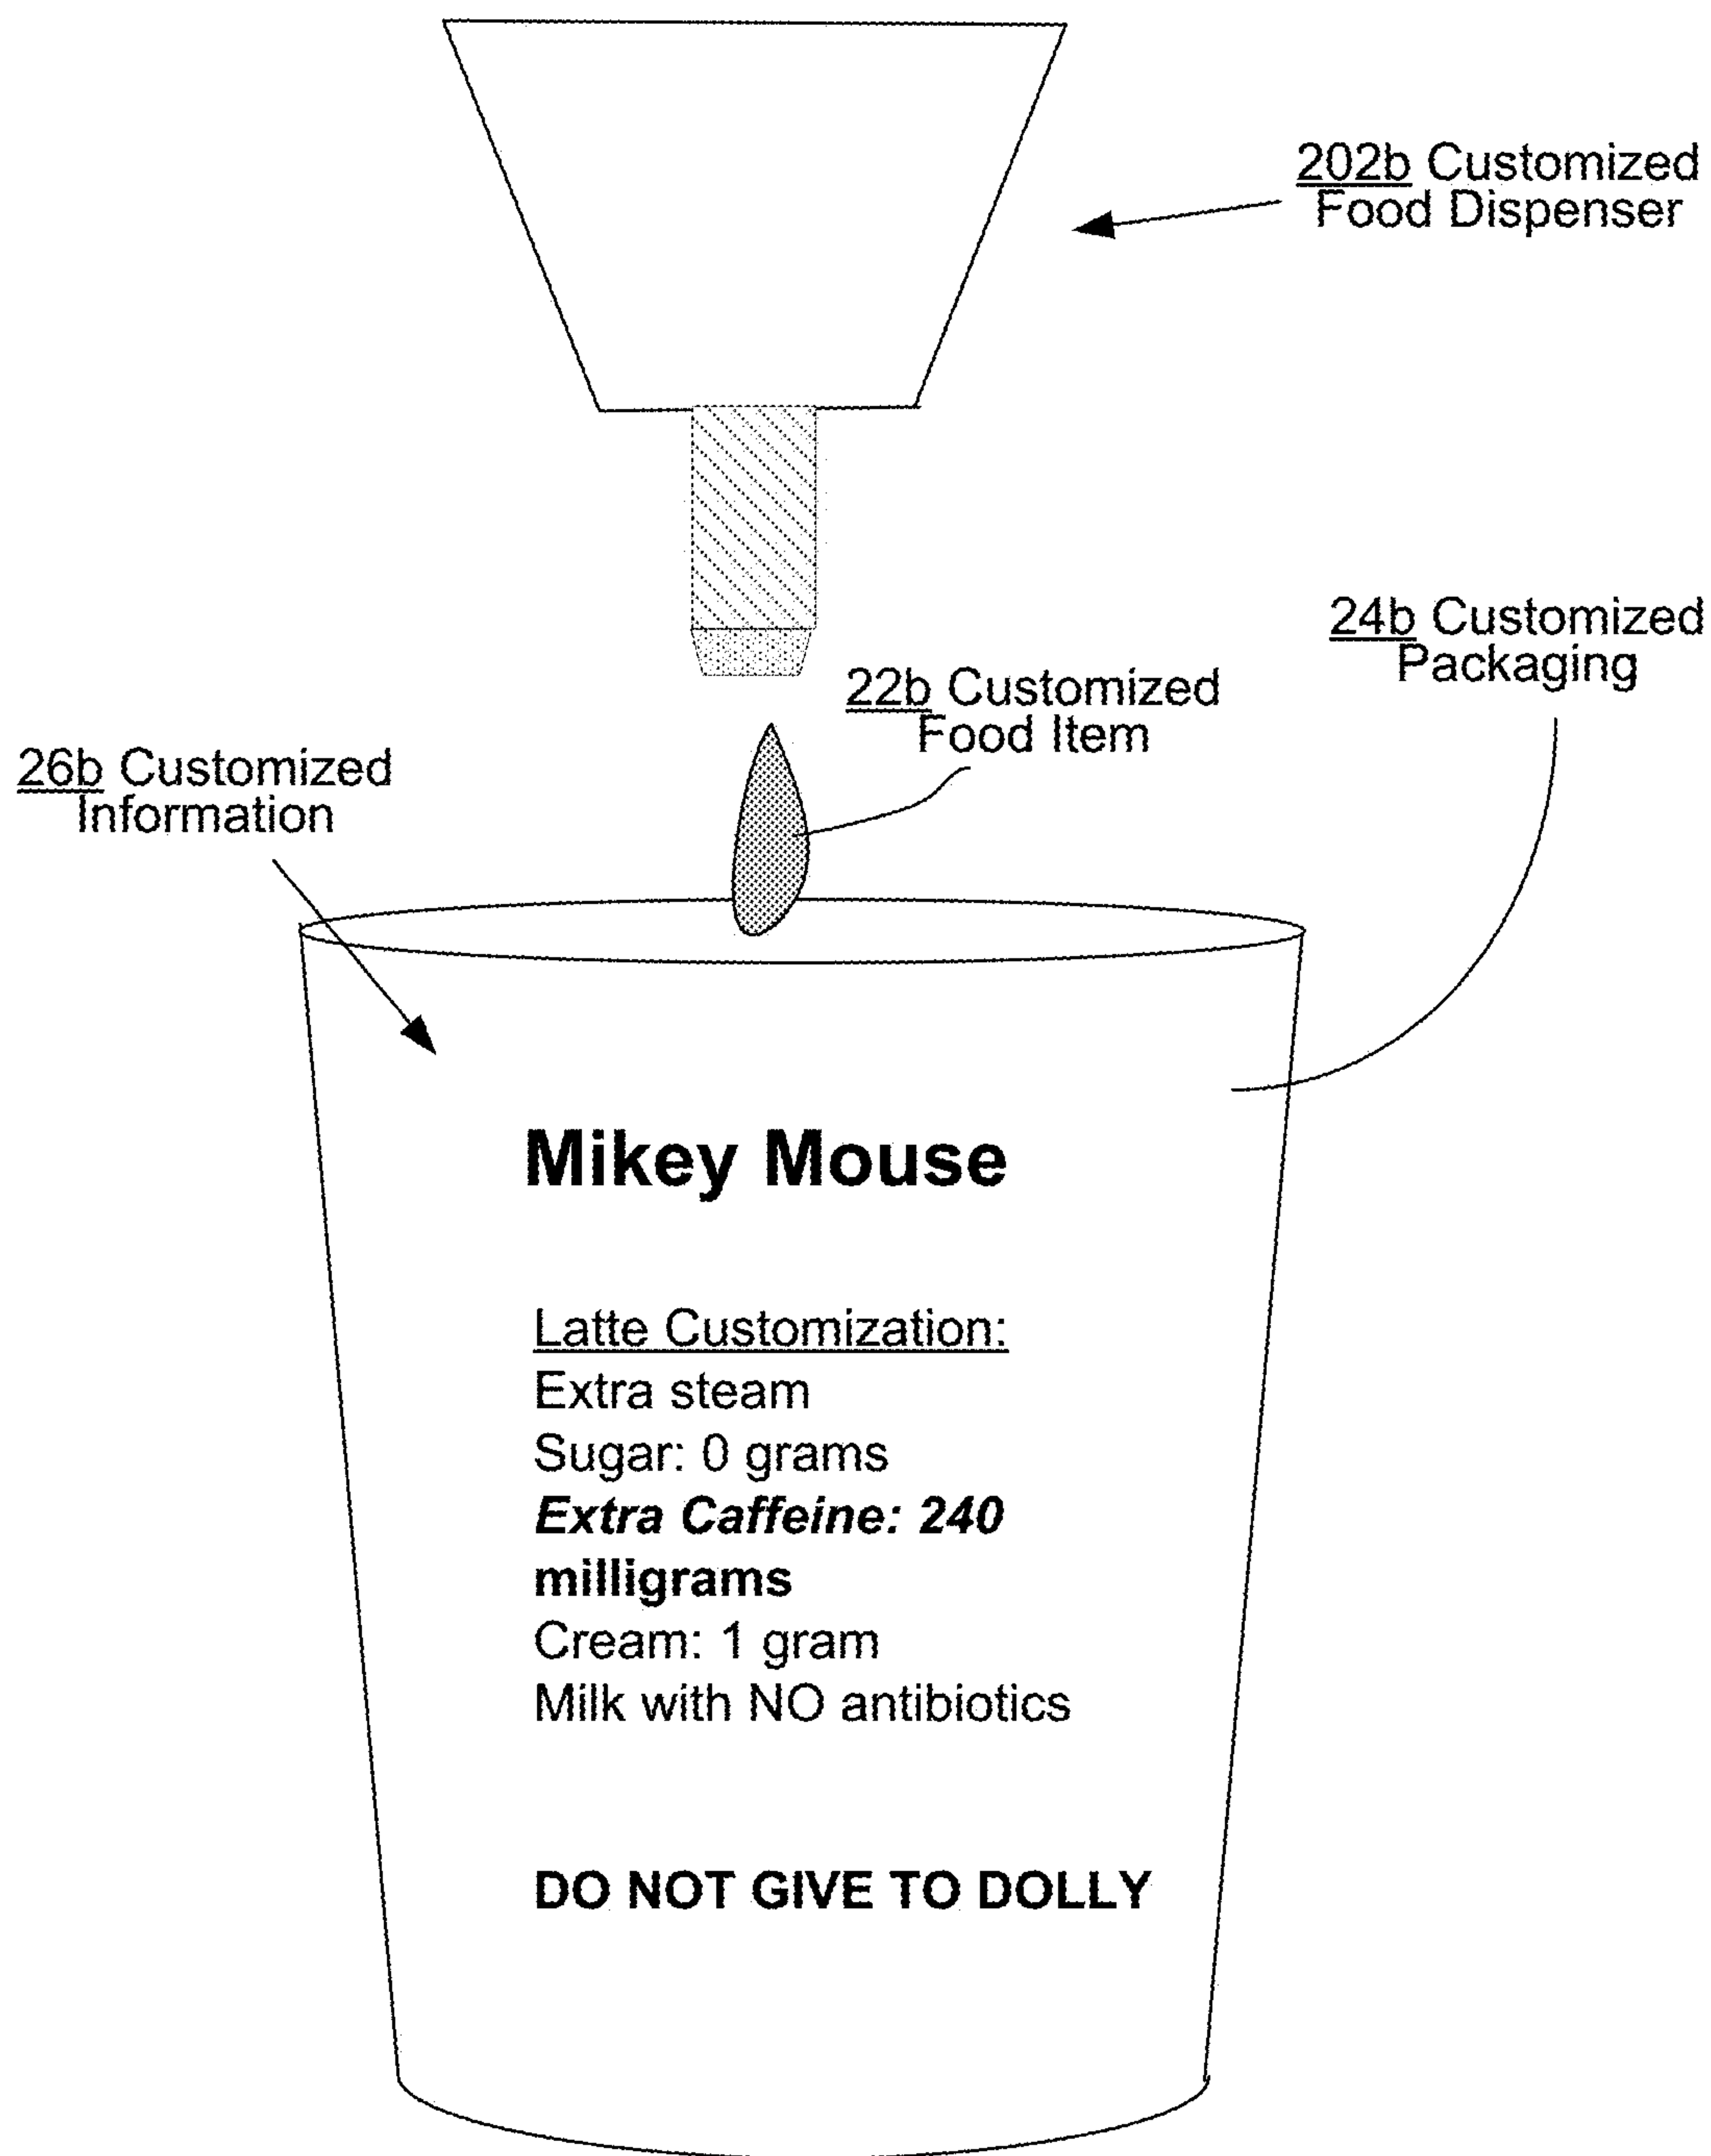 202b Customized
Food Dispenser
24b Customized
Packaging
22b Customized
Food Item
26b Customized
Information
Mikey Mouse
Latte Customization:
Extra steam
Sugar: 0 grams
Extra Caffeine: 240
milligrams
Cream: 1 gram
Milk with NO antibiotics
DO NOT GIVE TO DOLLY